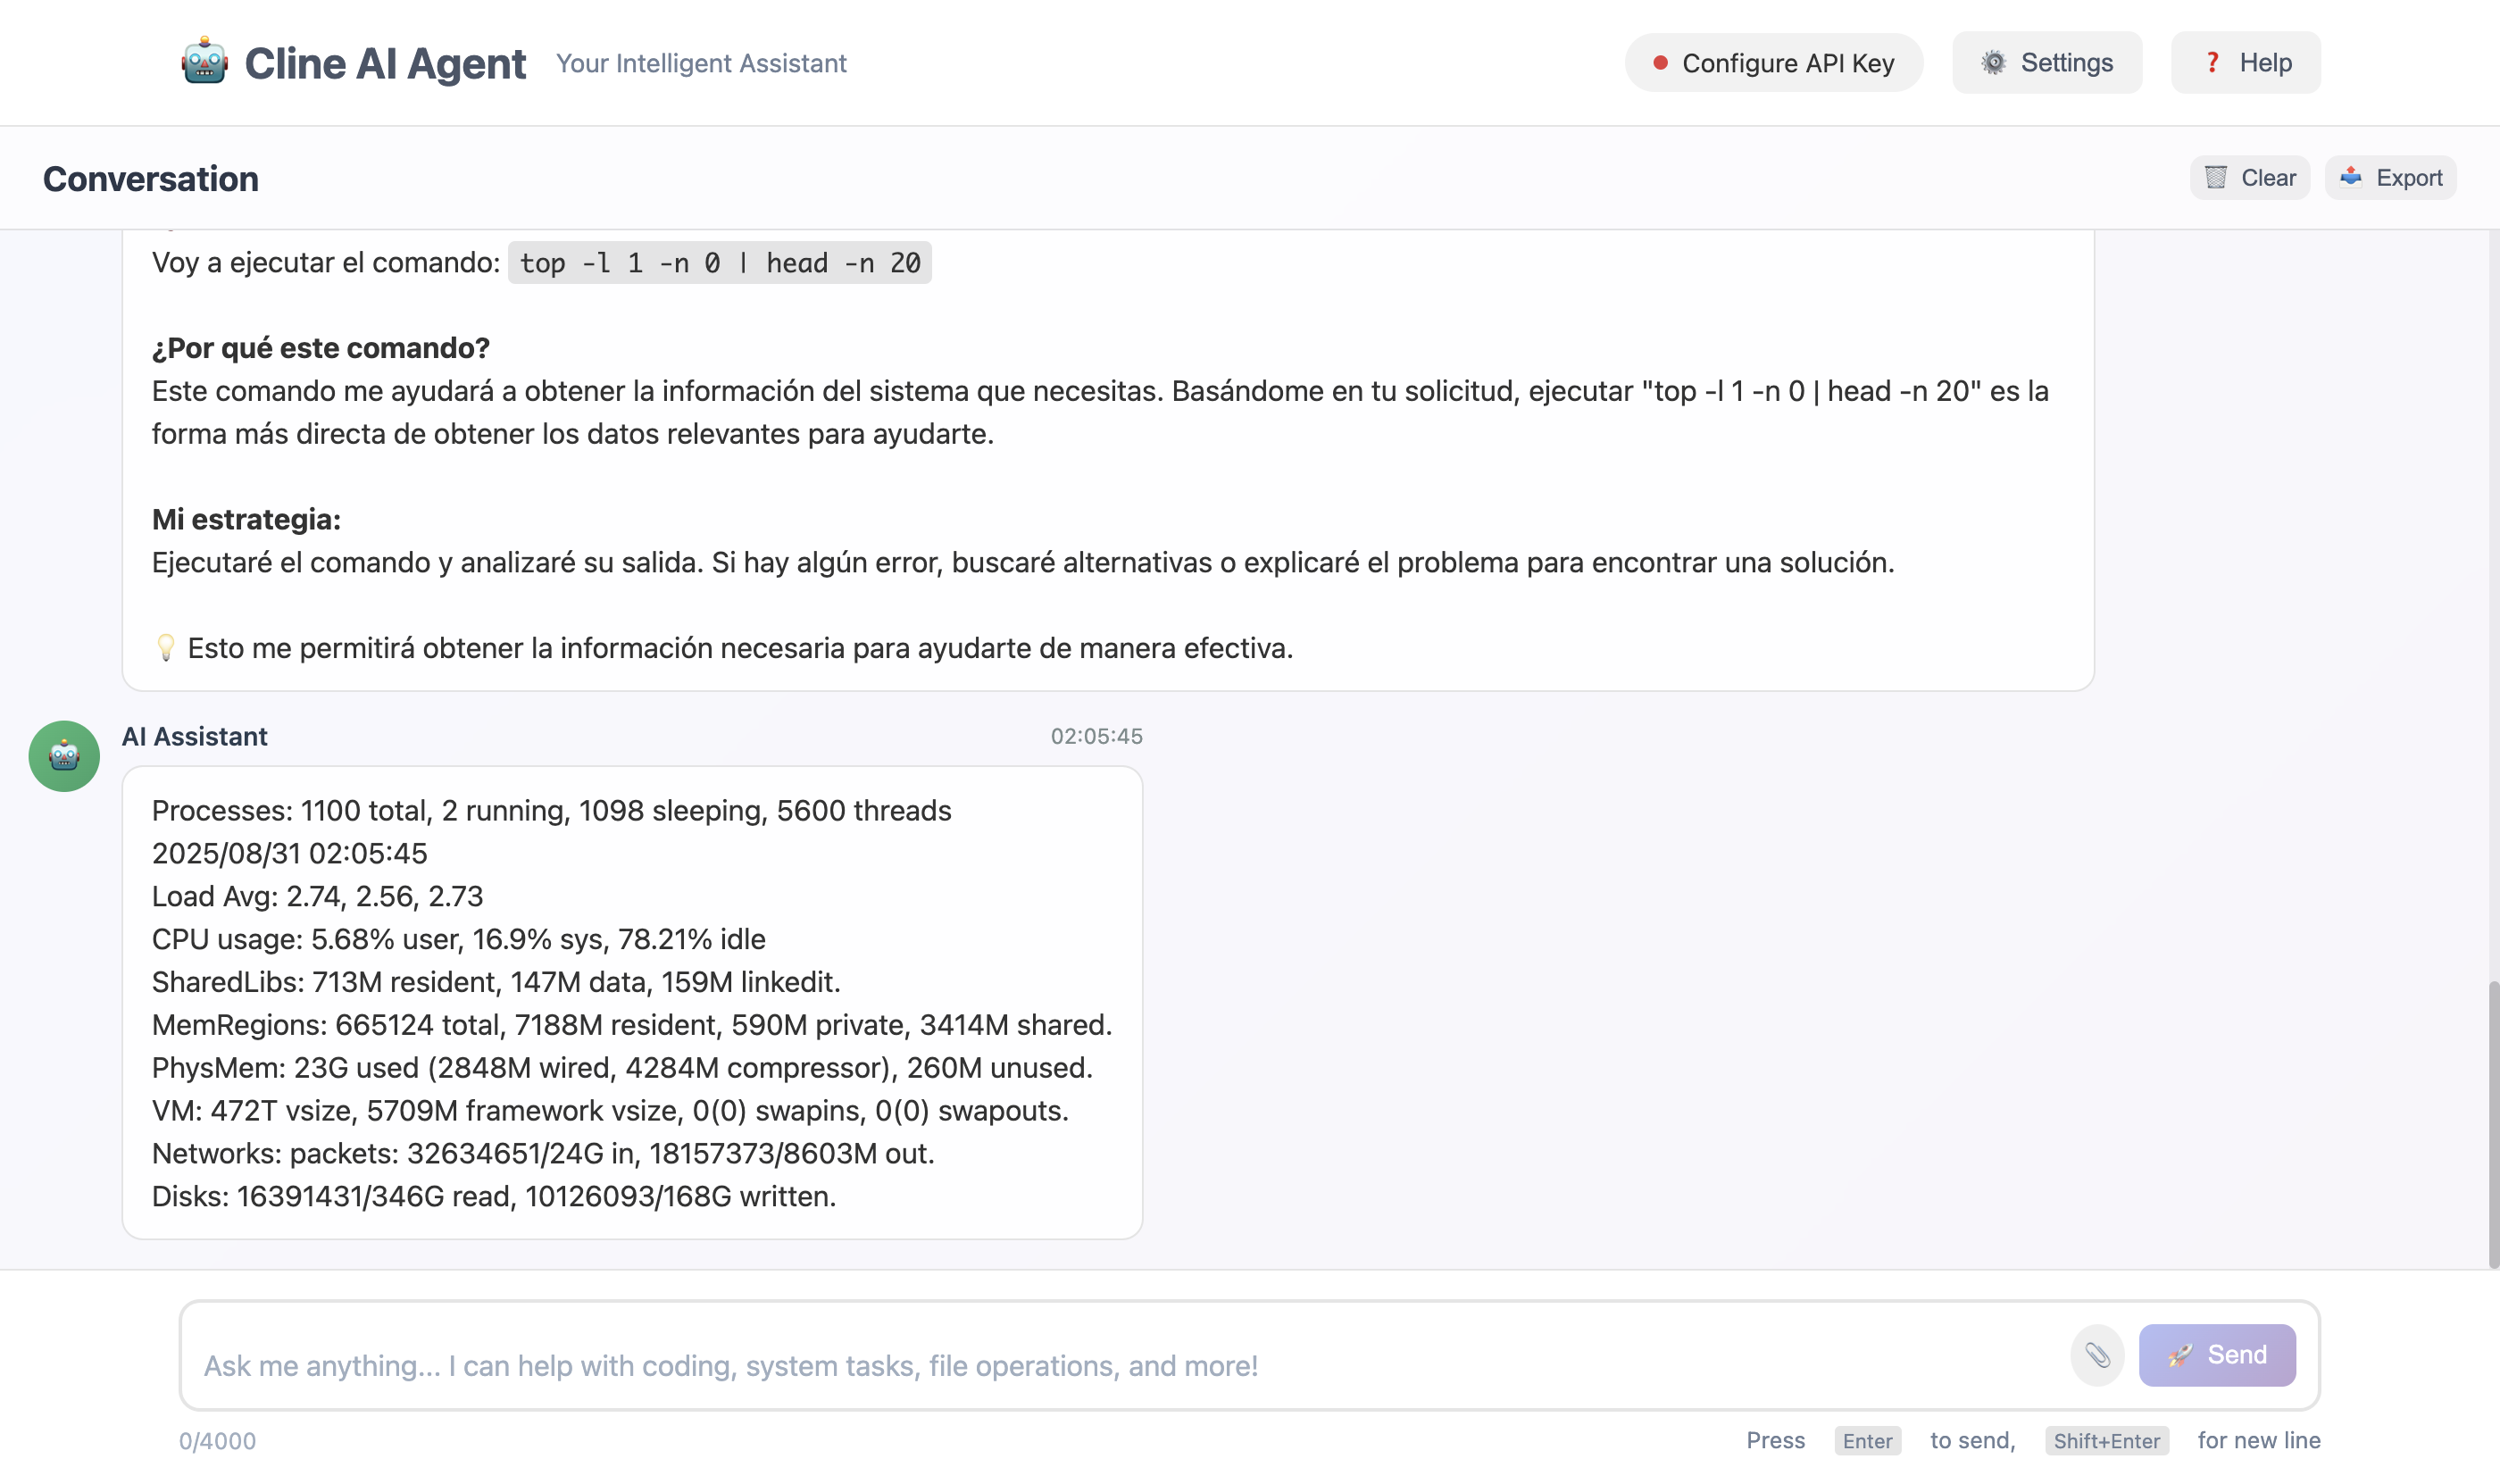 Cline AI Agent
Your Intelligent Assistant
Configure API Key
Settings
? Help
Conversation
Clear
Export
Voy a ejecutar el comando: top -l 1 -n 0 | head -n 20
¿Por qué este comando?
Este comando me ayudará a obtener la información del sistema que necesitas. Basándome en tu solicitud, ejecutar "top -l 1 -n 0 | head -n 20" es la
forma más directa de obtener los datos relevantes para ayudarte.
Mi estrategia:
Ejecutaré el comando y analizaré su salida. Si hay algún error, buscaré alternativas o explicaré el problema para encontrar una solución.
💡 Esto me permitirá obtener la información necesaria para ayudarte de manera efectiva.
AI Assistant
02:05:45
Processes: 1100 total, 2 running, 1098 sleeping, 5600 threads
2025/08/31 02:05:45
Load Avg: 2.74, 2.56, 2.73
CPU usage: 5.68% user, 16.9% sys, 78.21% idle
SharedLibs: 713M resident, 147M data, 159M linkedit.
MemRegions: 665124 total, 7188M resident, 590M private, 3414M shared.
PhysMem: 23G used (2848M wired, 4284M compressor), 260M unused.
VM: 472T vsize, 5709M framework vsize, 0(0) swapins, 0(0) swapouts.
Networks: packets: 32634651/24G in, 18157373/8603M out.
Disks: 16391431/346G read, 10126093/168G written.
Ask me anything... I can help with coding, system tasks, file operations, and more!
Send
0/4000
Press Enter to send, Shift+Enter for new line